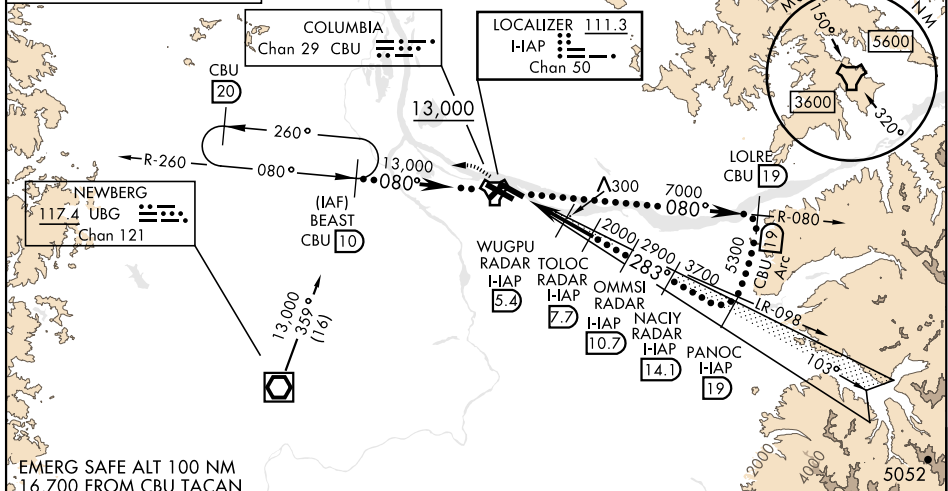 COLUMBIA
Chan 29 CBU
LOCALIZER 111.3
I-IAP
Chan 50
NM
150°
5600
3600
320°
CBU
20
260°
R-260
080°
13,000
13,000
080°
(IAF)
BEAST
CBU 10
NEWBERG
117.4 UBG
Chan 121
13,000
359°
(16)
Λ300
7000
080°
LOLRE
CBU 19
R-080
5300
CBU 19
Arc
WUGPU
RADAR
I-IAP
5.4
TOLOC
RADAR
I-IAP
7.7
OMMSI
RADAR
I-IAP
10.7
NACIY
RADAR
I-IAP
14.1
PANOC
I-IAP
19
2000
2900
3700
283°
LR-098
103°
2000
4000
5052
EMERG SAFE ALT 100 NM
16,700 FROM CBU TACAN